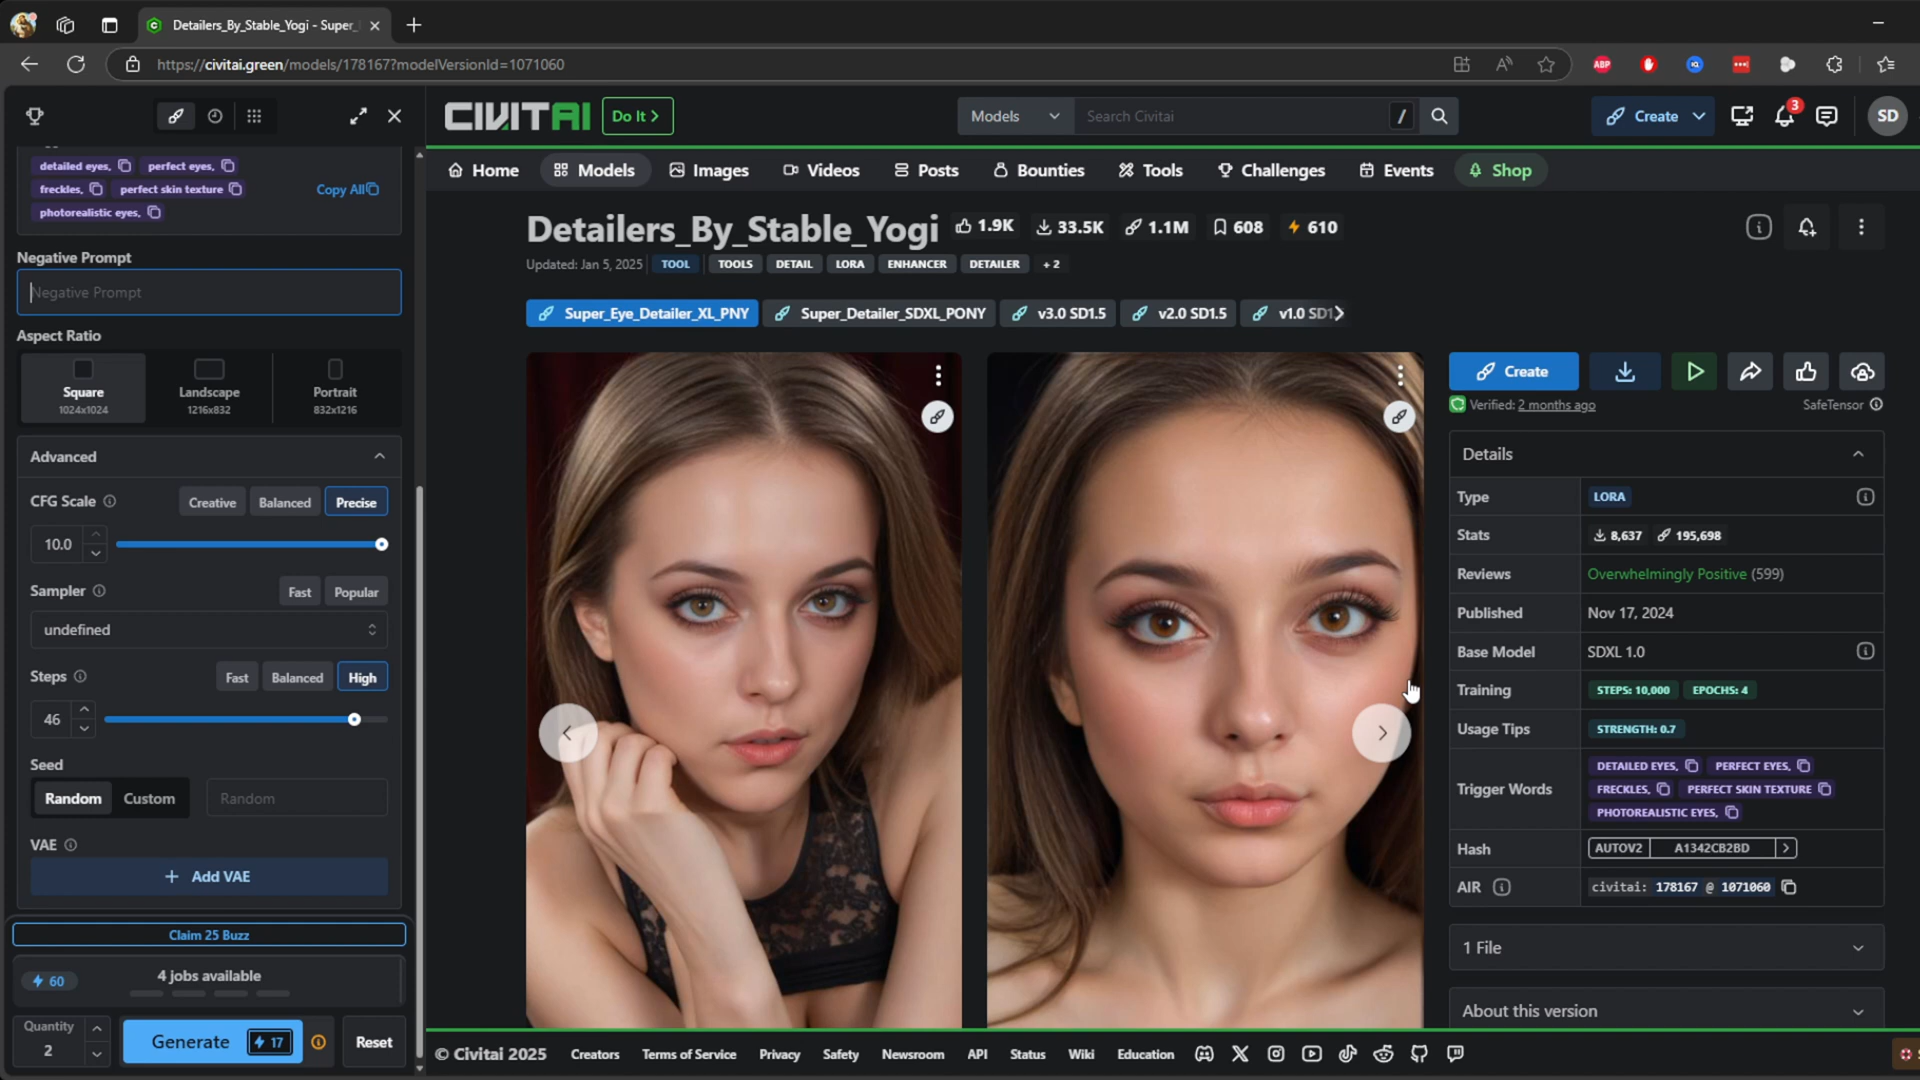 Detailers_By_Stable_Yogi - Super_
https://civitai.green/models/178167?modelVersionId=1071060
ABP
CIVITAI
Do It >
Models
Search Civitai
/
Create
3
SD
Home
Models
Images
Videos
Posts
Bounties
Tools
Challenges
Events
Shop
detailed eyes,
perfect eyes,
freckles,
perfect skin texture
Copy All
photorealistic eyes,
Negative Prompt
Negative Prompt
Aspect Ratio
Square
1024x1024
Landscape
1216x832
Portrait
832x1216
Advanced
CFG Scale
Creative
Balanced
Precise
10.0
Sampler
Fast
Popular
undefined
Steps
Fast
Balanced
High
46
Seed
Random
Custom
Random
VAE
+ Add VAE
Claim 25 Buzz
60
4 jobs available
Quantity
2
Generate
17
Reset
Detailers_By_Stable_Yogi
1.9K
33.5K
1.1M
608
610
Updated: Jan 5, 2025
TOOL
TOOLS
DETAIL
LORA
ENHANCER
DETAILER
+ 2
Super_Eye_Detailer_XL_PNY
Super_Detailer_SDXL_PONY
v3.0 SD1.5
v2.0 SD1.5
v1.0 SD1
Create
Verified: 2 months ago
SafeTensor
Details
Type
LORA
Stats
8,637
195,698
Reviews
Overwhelmingly Positive (599)
Published
Nov 17, 2024
Base Model
SDXL 1.0
Training
STEPS: 10,000
EPOCHS: 4
Usage Tips
STRENGTH: 0.7
Trigger Words
DETAILED EYES,
PERFECT EYES,
FRECKLES,
PERFECT SKIN TEXTURE
PHOTOREALISTIC EYES,
Hash
AUTOV2
A1342CB2BD
AIR
civitai: 178167 @ 1071060
1 File
About this version
© Civitai 2025
Creators
Terms of Service
Privacy
Safety
Newsroom
API
Status
Wiki
Education